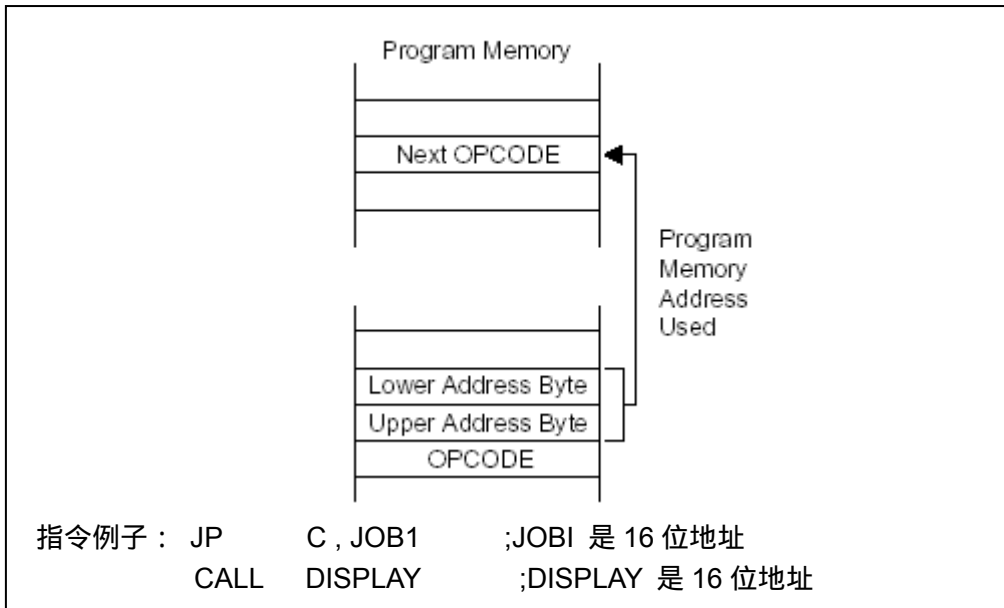 Program Memory
Next OPCODE
Program
Memory
Address
Used
Lower Address Byte
Upper Address Byte
OPCODE
指令例子： JP C , JOB1 ;JOBI 是 16 位地址
CALL DISPLAY ;DISPLAY 是 16 位地址